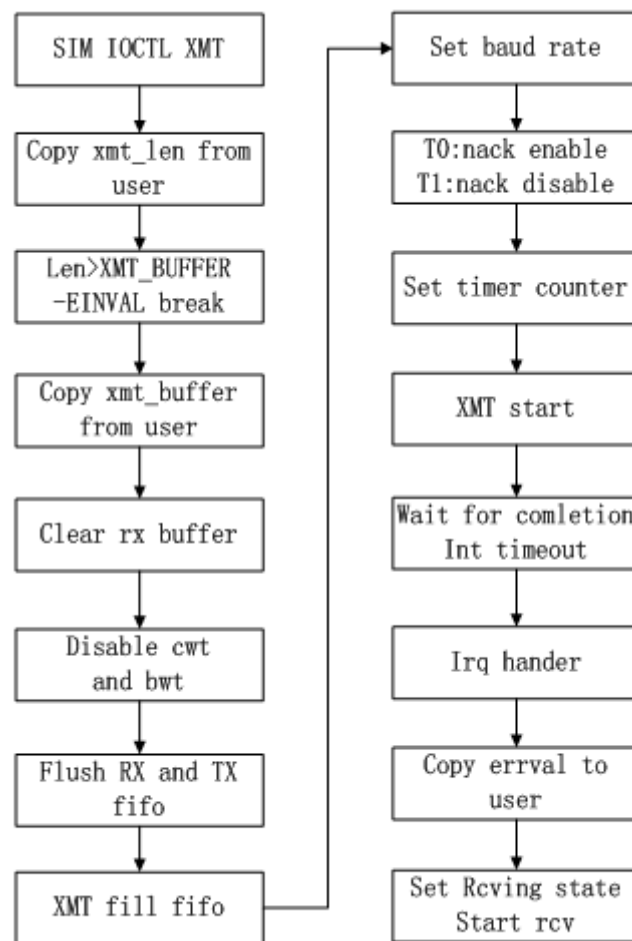 SIM IOCTL XMT
Copy xmt_len from
user
Len>XMT_BUFFER
-EINVAL break
Copy xmt_buffer
from user
Clear rx buffer
Disable cwt
and bwt
Flush RX and TX
fifo
XMT fill fifo
Set baud rate
T0:nack enable
T1:nack disable
Set timer counter
XMT start
Wait for comletion
Int timeout
Irq hander
Copy errval to
user
Set Rcving state
Start rcv